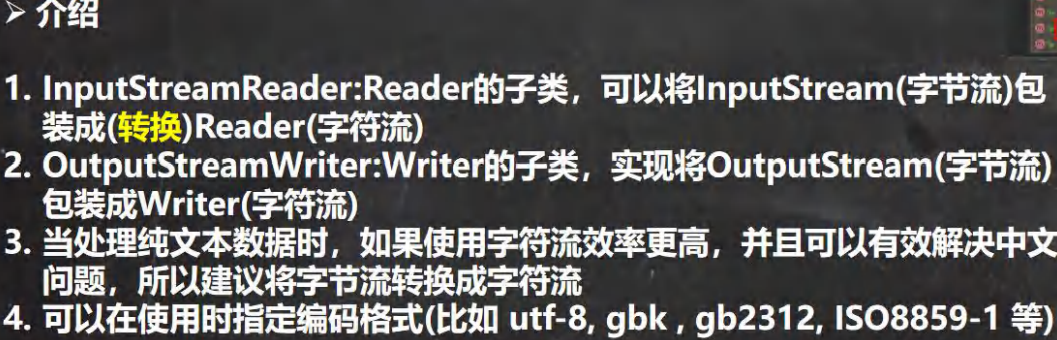 ➢ 介绍
1. InputStreamReader:Reader的子类，可以将InputStream(字节流)包
装成(转换)Reader(字符流)
2. OutputStreamWriter:Writer的子类，实现将OutputStream(字节流)
包装成Writer(字符流)
3. 当处理纯文本数据时，如果使用字符流效率更高，并且可以有效解决中文
问题，所以建议将字节流转换成字符流
4. 可以在使用时指定编码格式(比如 utf-8, gbk , gb2312, ISO8859-1 等)